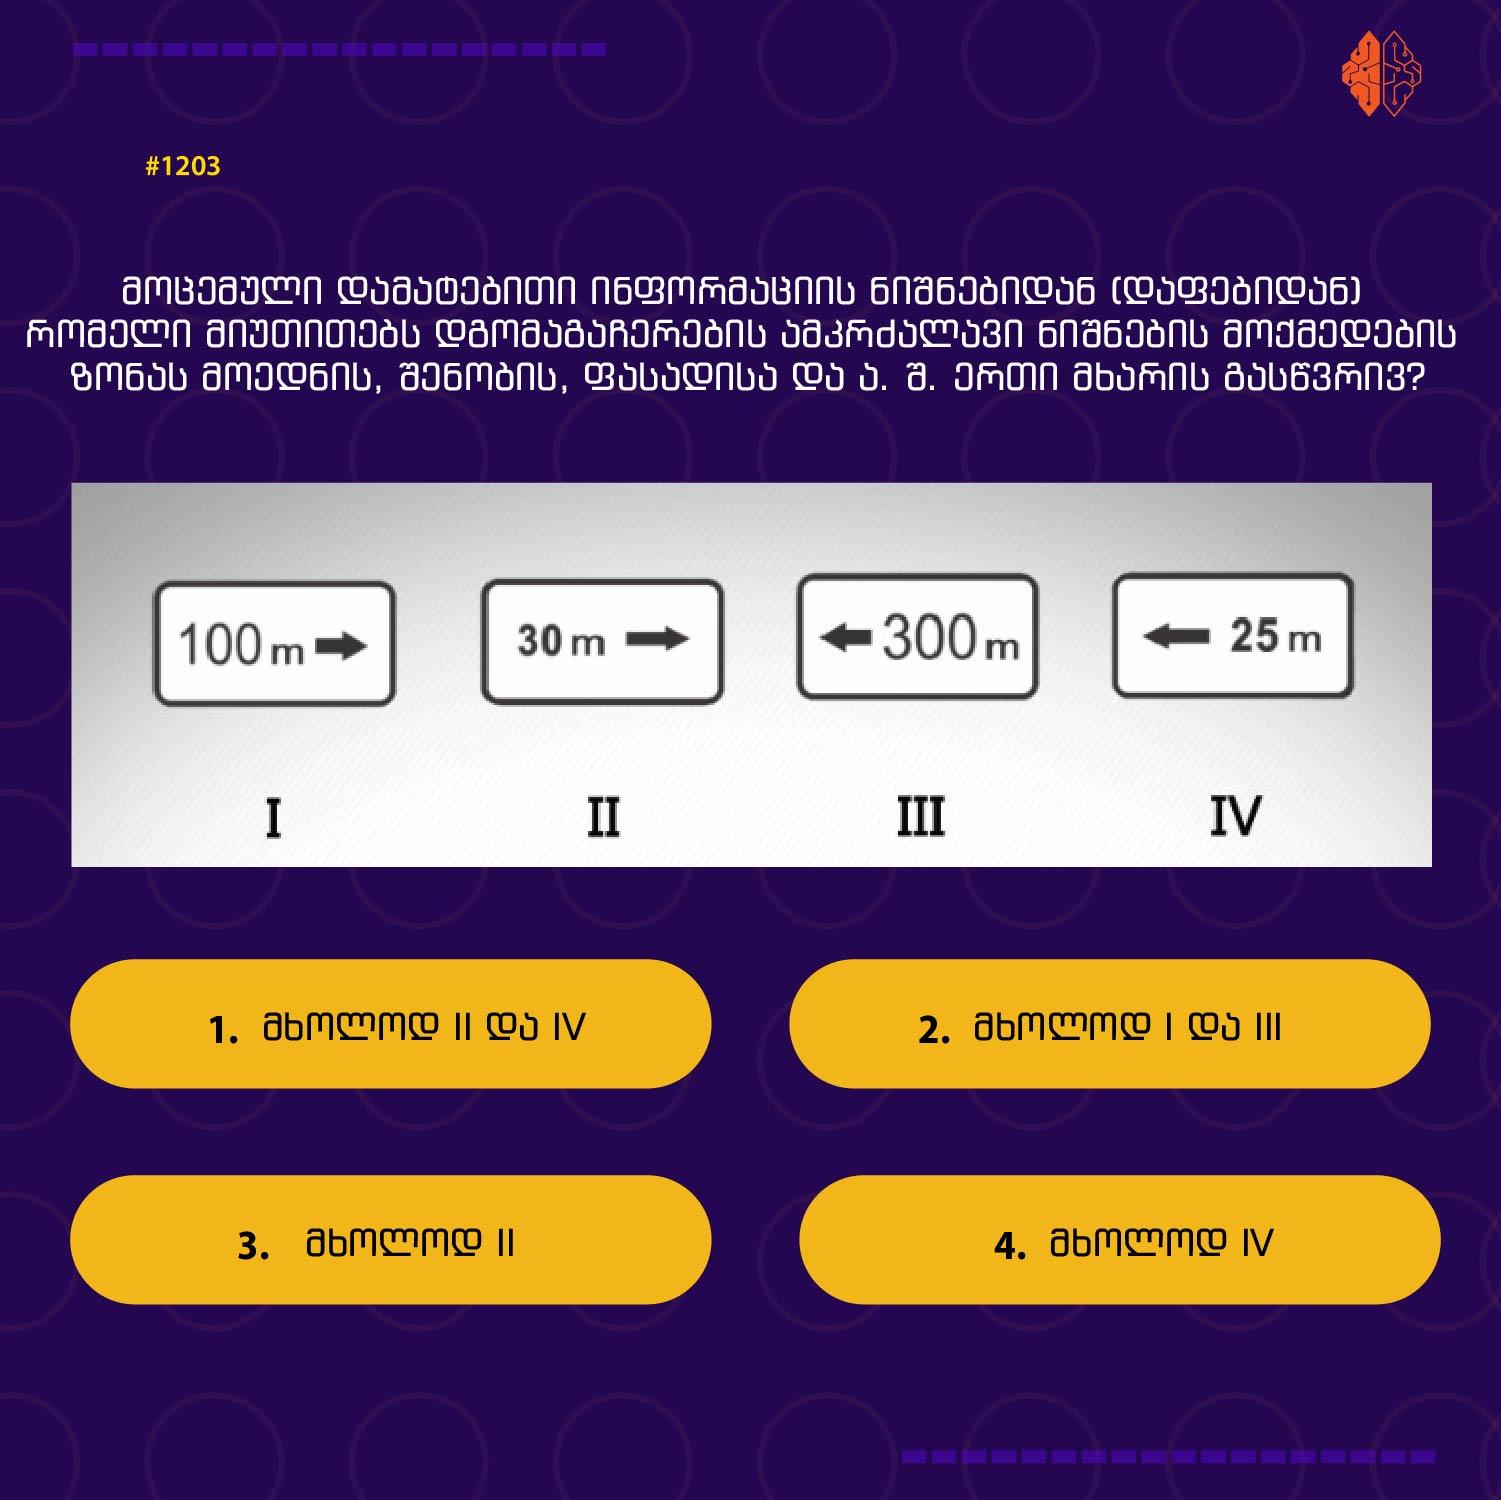 #1203
მოცემული დამატებითი ინფორმაციის ნიშნებიდან (დაფებიდან)
რომელი მიუთითებს დგომაგაჩერების ამკრძალავი ნიშნების მოქმედების
ზონას მოედნის, შენობის, ფასადისა და ა. შ. ერთი მხარის გასწვრივ?
100 m
30 m
300 m
25 m
I
II
III
IV
1. მხოლოდ II და IV
2. მხოლოდ I და III
3. მხოლოდ II
4. მხოლოდ IV